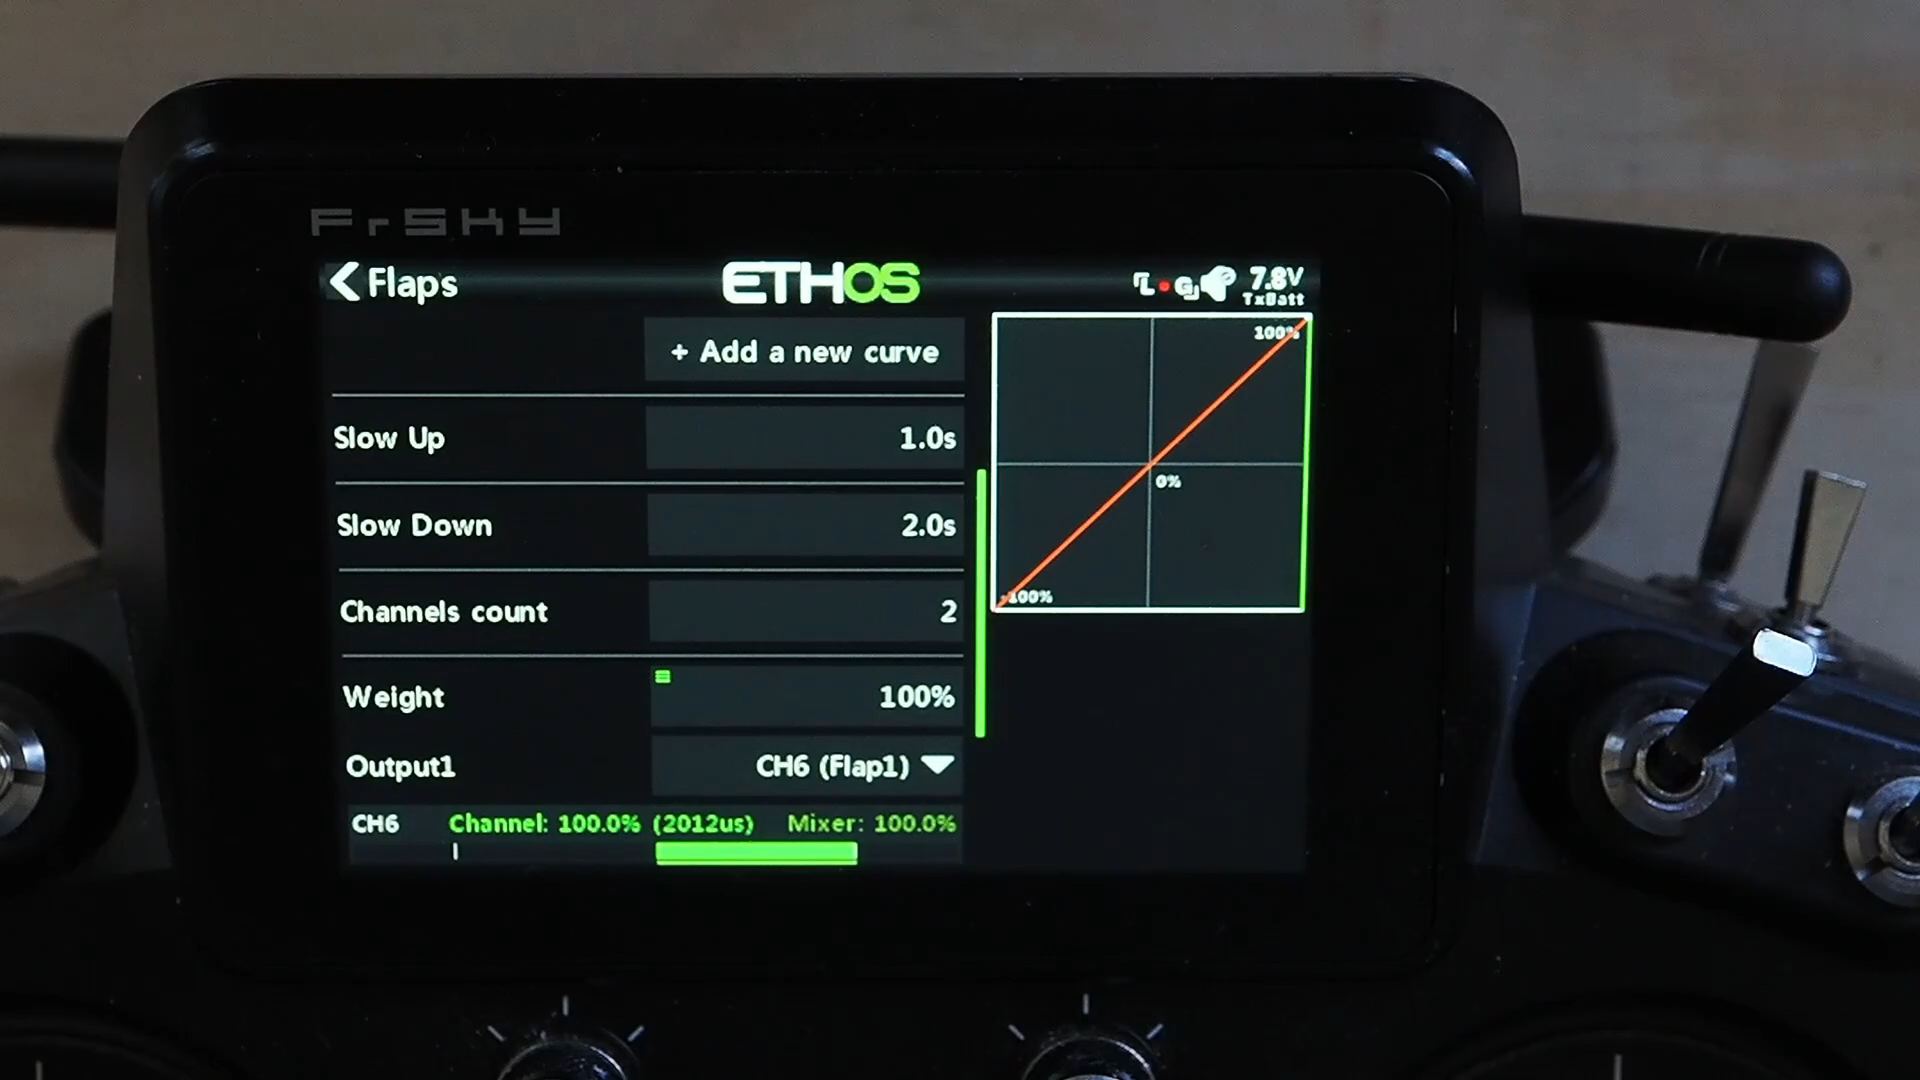 FrSKY
Flaps
ETHOS
7.8V
TxBatt
+ Add a new curve
100%
Slow Up 1.0s
0%
Slow Down 2.0s
-100%
Channels count 2
Weight 100%
Output1 CH6 (Flap1)
CH6 Channel: 100.0% (2012us) Mixer: 100.0%